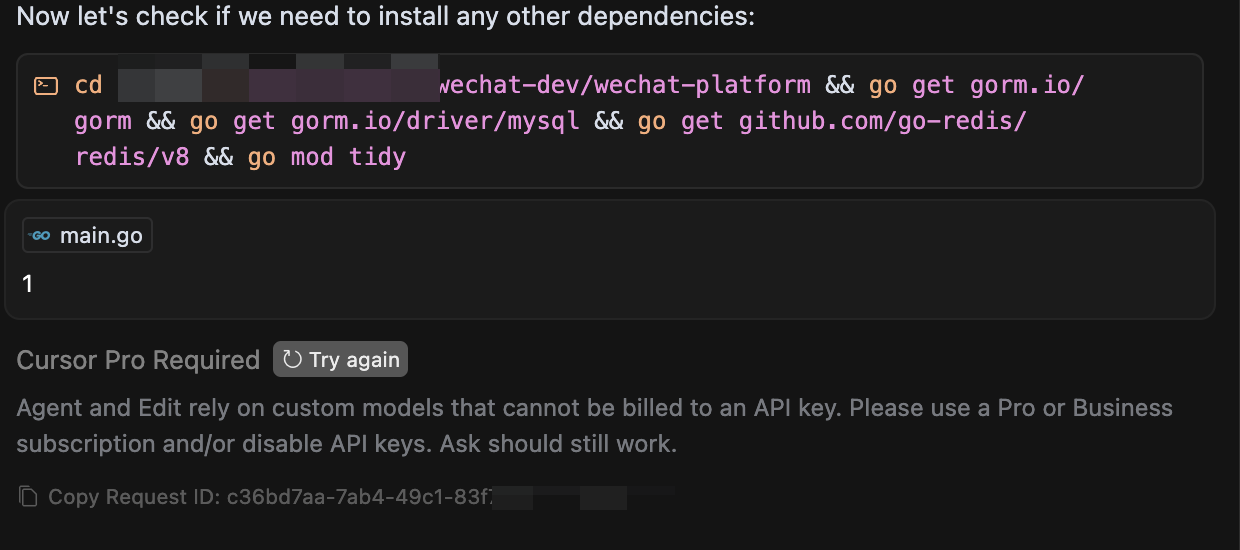 Now let's check if we need to install any other dependencies:
cd wechat-dev/wechat-platform && go get gorm.io/
gorm && go get gorm.io/driver/mysql && go get github.com/go-redis/
redis/v8 && go mod tidy
GO main.go
1
Cursor Pro Required Try again
Agent and Edit rely on custom models that cannot be billed to an API key. Please use a Pro or Business
subscription and/or disable API keys. Ask should still work.
Copy Request ID: c36bd7aa-7ab4-49c1-83f